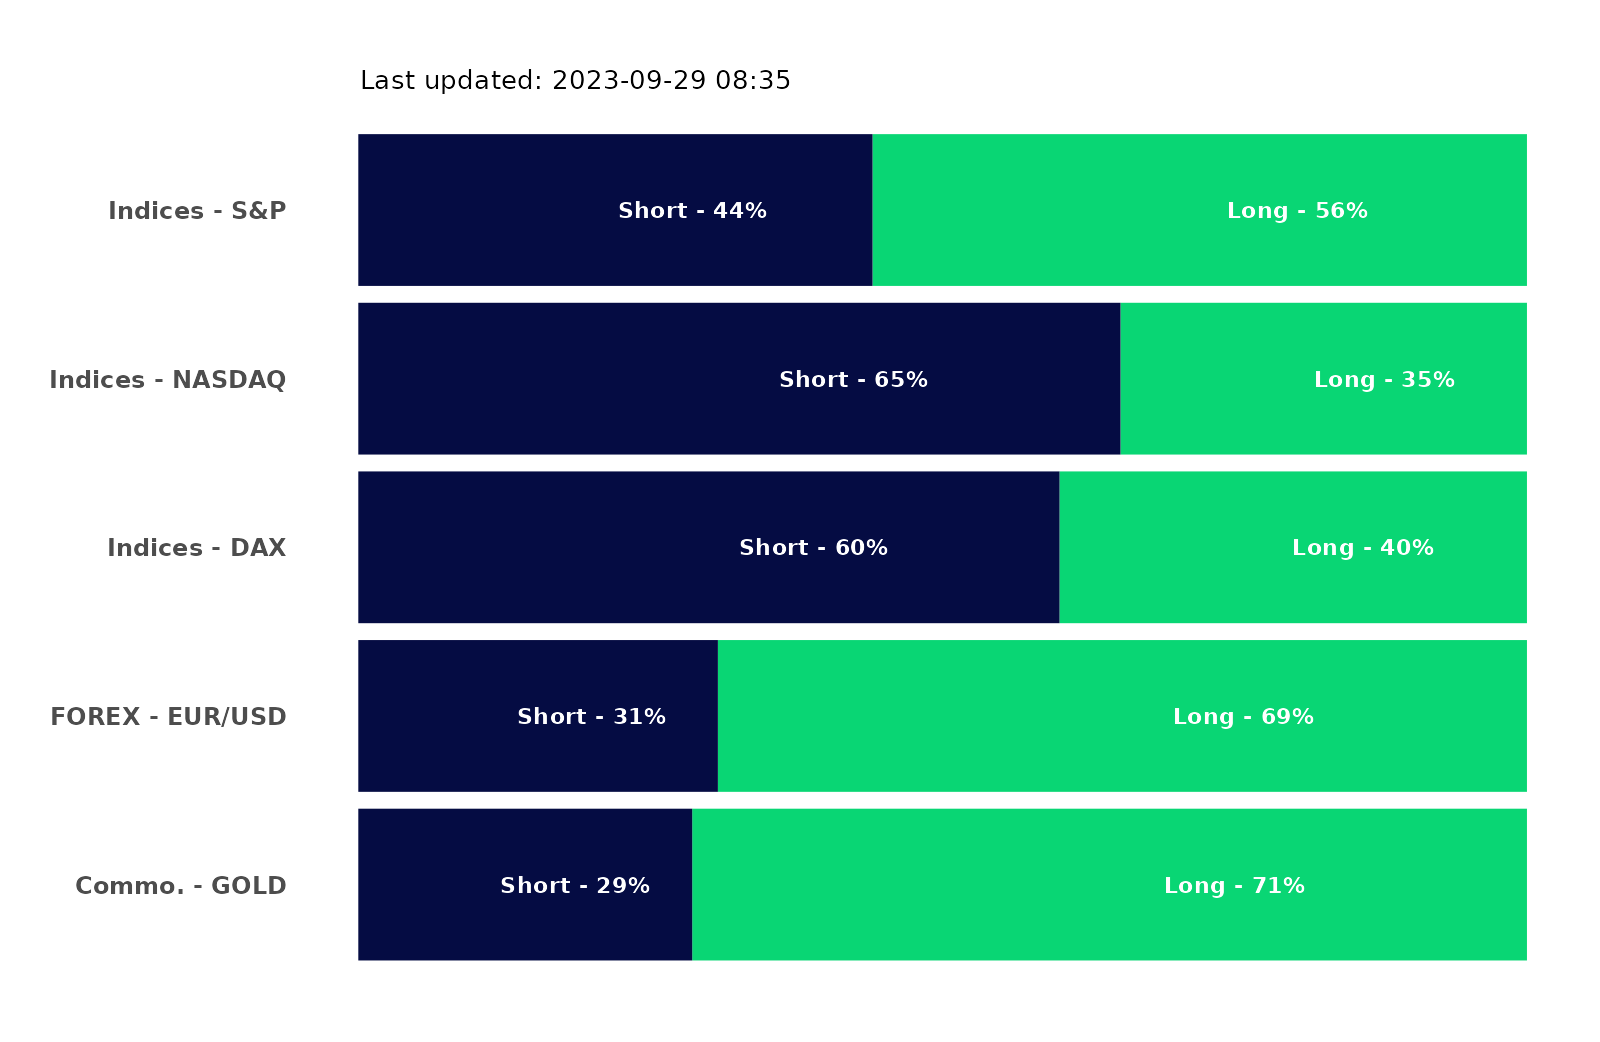 Last updated: 2023-09-29 08:35
Indices - S&P Short - 44% Long - 56%
Indices - NASDAQ Short - 65% Long - 35%
Indices - DAX Short - 60% Long - 40%
FOREX - EUR/USD Short - 31% Long - 69%
Commo. - GOLD Short - 29% Long - 71%